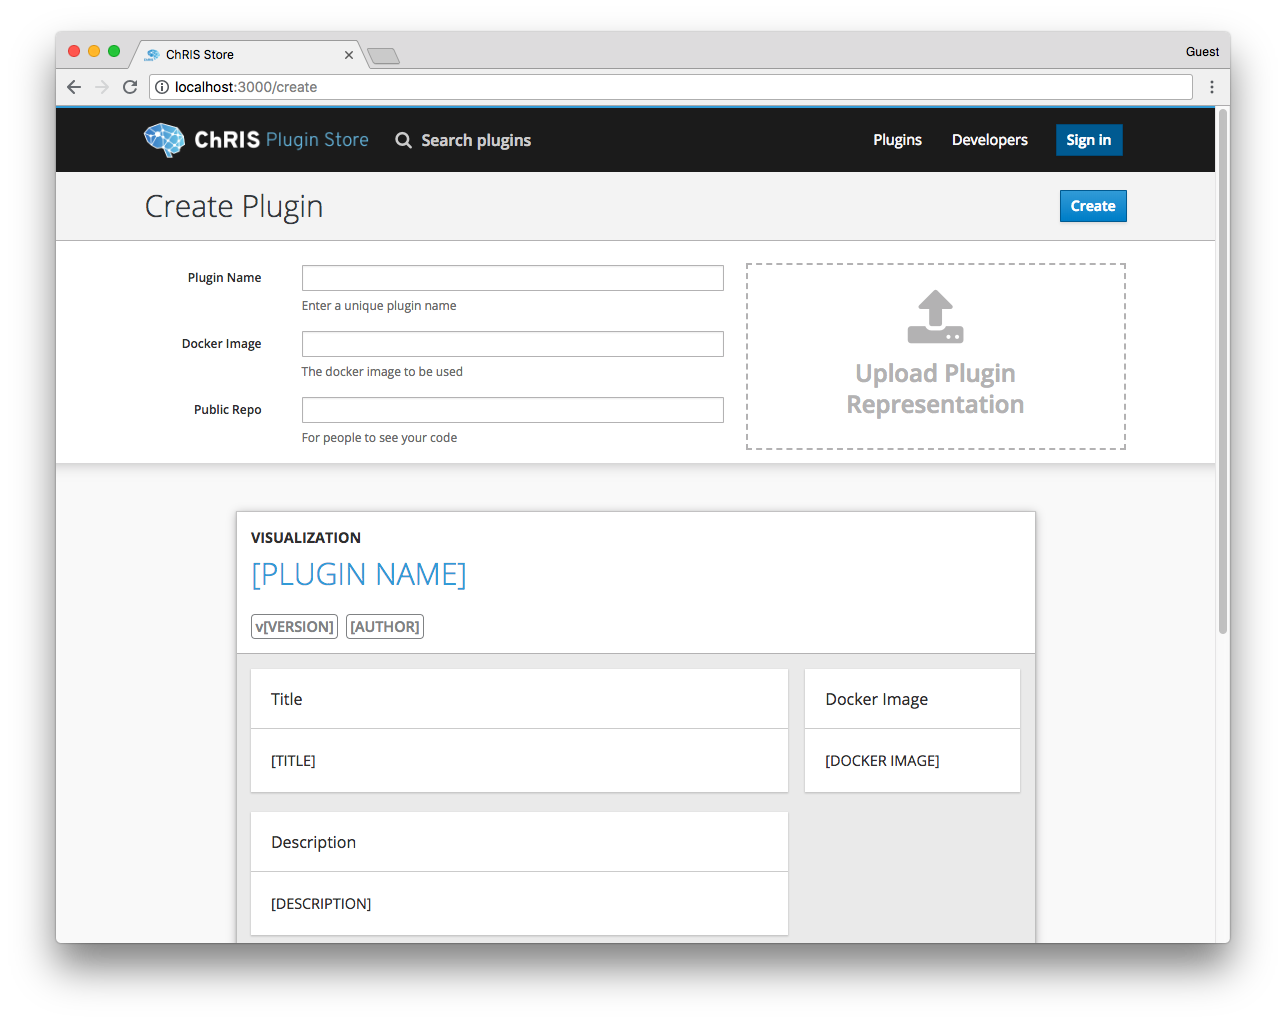 ChRIS Store
Guest
localhost:3000/create
ChRIS Plugin Store
Search plugins
Plugins
Developers
Sign in
Create Plugin
Create
Plugin Name
Enter a unique plugin name
Docker Image
The docker image to be used
Public Repo
For people to see your code
Upload Plugin
Representation
VISUALIZATION
[PLUGIN NAME]
v[VERSION]
[AUTHOR]
Title
[TITLE]
Docker Image
[DOCKER IMAGE]
Description
[DESCRIPTION]